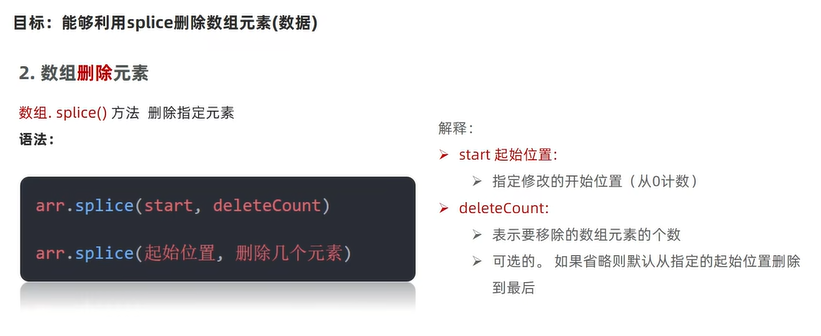 目标：能够利用splice删除数组元素(数据)
2. 数组删除元素
数组. splice() 方法 删除指定元素
语法：
arr.splice(start, deleteCount)
arr.splice(起始位置, 删除几个元素)
解释：
start 起始位置:
指定修改的开始位置（从0计数）
deleteCount:
表示要移除的数组元素的个数
可选的。 如果省略则默认从指定的起始位置删除
到最后